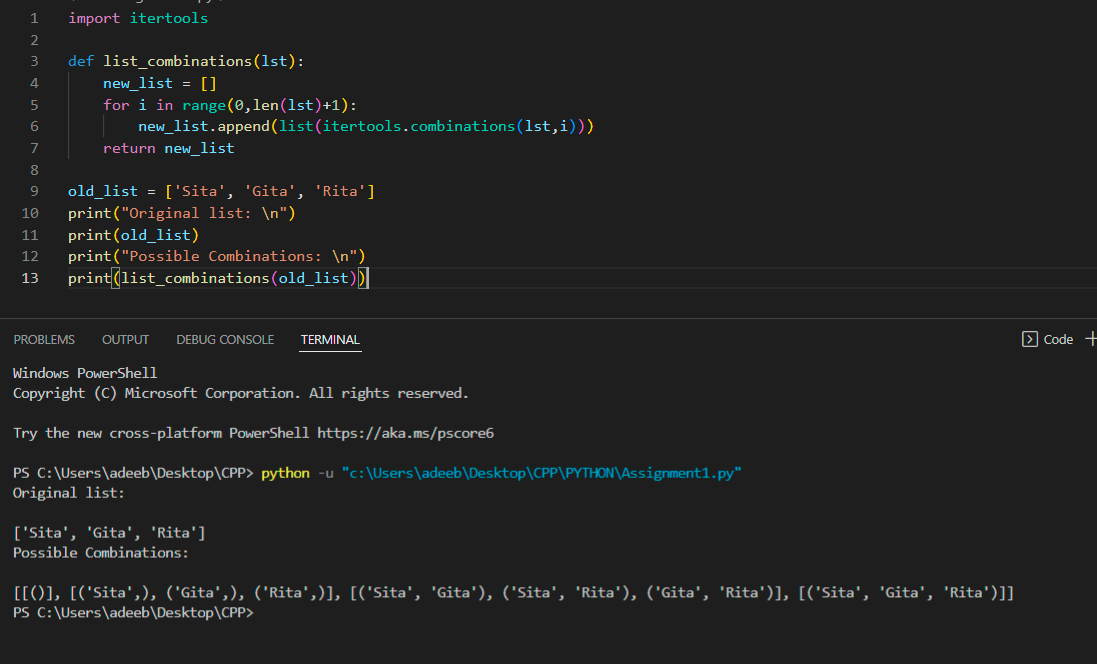 1 import itertools
2
3 def list_combinations(lst):
4     new_list = []
5     for i in range(0,len(lst)+1):
6         new_list.append(list(itertools.combinations(lst,i)))
7     return new_list
8
9 old_list = ['Sita', 'Gita', 'Rita']
10 print("Original list: \n")
11 print(old_list)
12 print("Possible Combinations: \n")
13 print(list_combinations(old_list))
PROBLEMS OUTPUT DEBUG CONSOLE TERMINAL Code
Windows PowerShell
Copyright (C) Microsoft Corporation. All rights reserved.
Try the new cross-platform PowerShell https://aka.ms/pscore6
PS C:\Users\adeeb\Desktop\CPP> python -u "c:\Users\adeeb\Desktop\CPP\PYTHON\Assignment1.py"
Original list:
['Sita', 'Gita', 'Rita']
Possible Combinations:
[[()], [('Sita',), ('Gita',), ('Rita',)], [('Sita', 'Gita'), ('Sita', 'Rita'), ('Gita', 'Rita')], [('Sita', 'Gita', 'Rita')]]
PS C:\Users\adeeb\Desktop\CPP>